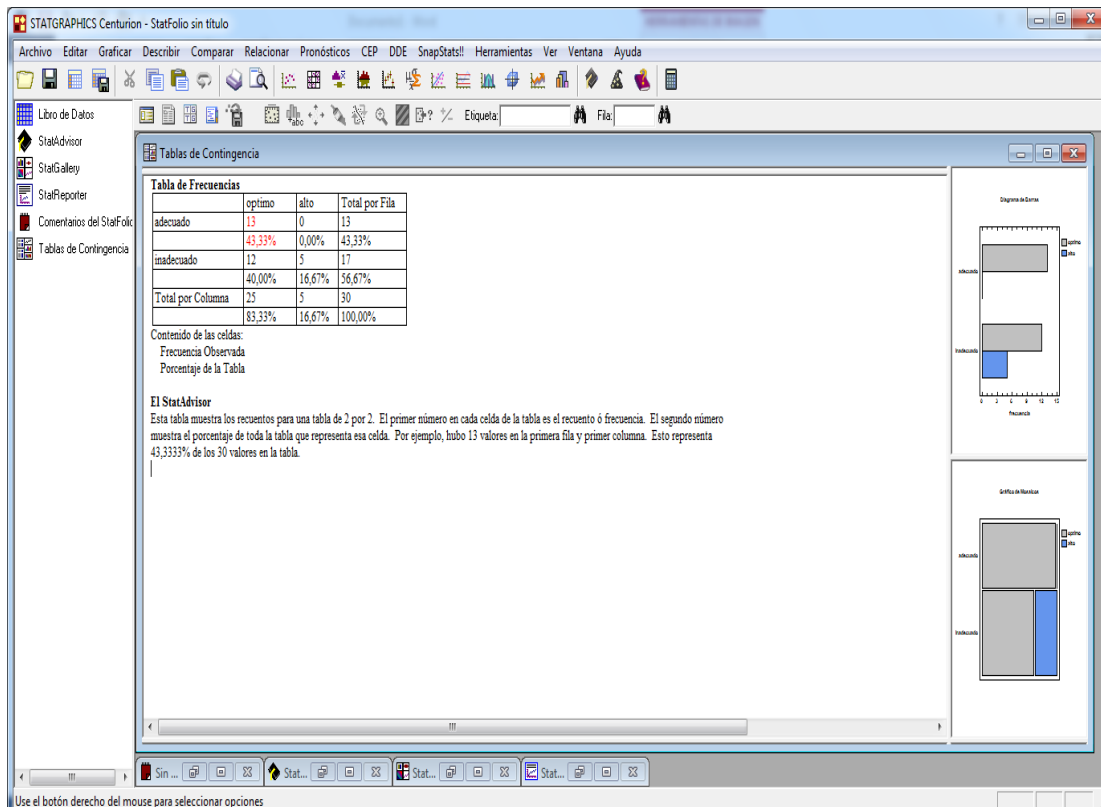 STATGRAPHICS Centurion - StatFolio sin título
Archivo Editar Graficar Describir Comparar Relacionar Pronósticos CEP DDE SnapStats!! Herramientas Ver Ventana Ayuda
Etiqueta: Fila:
Libro de Datos
StatAdvisor
StatGallery
StatReporter
Comentarios del StatFolio
Tablas de Contingencia
Tablas de Contingencia
Tabla de Frecuencias
optimo alto Total por Fila
adecuado 13 0 13
43,33% 0,00% 43,33%
inadecuado 12 5 17
40,00% 16,67% 56,67%
Total por Columna 25 5 30
83,33% 16,67% 100,00%
Contenido de las celdas:
Frecuencia Observada
Porcentaje de la Tabla
El StatAdvisor
Esta tabla muestra los recuentos para una tabla de 2 por 2. El primer número en cada celda de la tabla es el recuento ó frecuencia. El segundo número
muestra el porcentaje de toda la tabla que representa esa celda. Por ejemplo, hubo 13 valores en la primera fila y primer columna. Esto representa
43,3333% de los 30 valores en la tabla.
Diagrama de Barras
optimo
alto
adecuado
inadecuado
0 3 6 9 12 15
frecuencia
Gráfico de Mosaicos
optimo
alto
adecuado
inadecuado
Sin ... Stat... Stat... Stat...
Use el botón derecho del mouse para seleccionar opciones